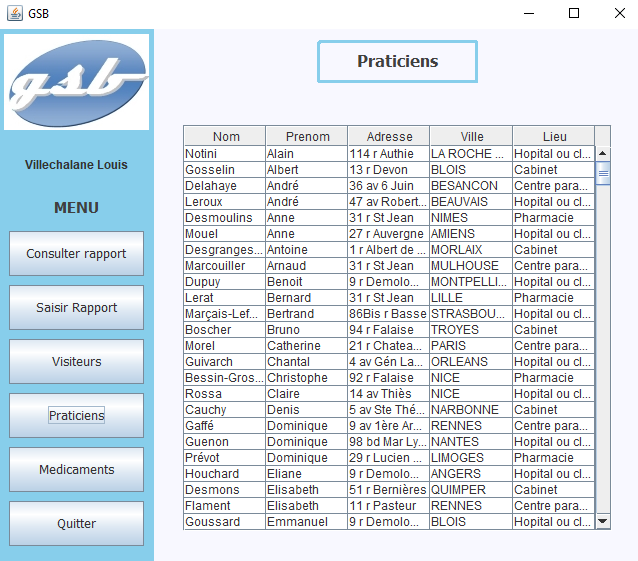 GSB
gsb
Villechalane Louis
MENU
Consulter rapport
Saisir Rapport
Visiteurs
Praticiens
Medicaments
Quitter
Praticiens
Nom Prenom Adresse Ville Lieu
Notini Alain 114 r Authie LA ROCHE ... Hopital ou cl...
Gosselin Albert 13 r Devon BLOIS Cabinet
Delahaye André 36 av 6 Juin BESANCON Centre para...
Leroux André 47 av Robert... BEAUVAIS Hopital ou cl...
Desmoulins Anne 31 r St Jean NIMES Pharmacie
Mouel Anne 27 r Auvergne AMIENS Hopital ou cl...
Desgranges... Antoine 1 r Albert de ... MORLAIX Cabinet
Marcouiller Arnaud 31 r St Jean MULHOUSE Centre para...
Dupuy Benoit 9 r Demolo... MONTPELLI... Hopital ou cl...
Lerat Bernard 31 r St Jean LILLE Pharmacie
Marçais-Lef... Bertrand 86Bis r Basse STRASBOU... Hopital ou cl...
Boscher Bruno 94 r Falaise TROYES Cabinet
Morel Catherine 21 r Chatea... PARIS Centre para...
Guivarch Chantal 4 av Gén La... ORLEANS Hopital ou cl...
Bessin-Gros... Christophe 92 r Falaise NICE Pharmacie
Rossa Claire 14 av Thiès NICE Hopital ou cl...
Cauchy Denis 5 av Ste Thé... NARBONNE Cabinet
Gaffé Dominique 9 av 1ère Ar... RENNES Centre para...
Guenon Dominique 98 bd Mar Ly... NANTES Hopital ou cl...
Prévot Dominique 29 r Lucien ... LIMOGES Pharmacie
Houchard Eliane 9 r Demolo... ANGERS Hopital ou cl...
Desmons Elisabeth 51 r Bernières QUIMPER Cabinet
Flament Elisabeth 11 r Pasteur RENNES Centre para...
Goussard Emmanuel 9 r Demolo... BLOIS Hopital ou cl...